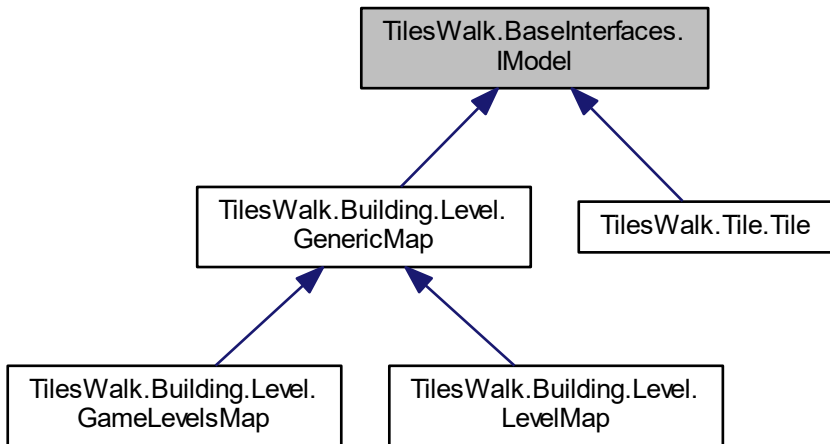 TilesWalk.BaseInterfaces.
IModel
TilesWalk.Building.Level.
GenericMap
TilesWalk.Tile.Tile
TilesWalk.Building.Level.
GameLevelsMap
TilesWalk.Building.Level.
LevelMap